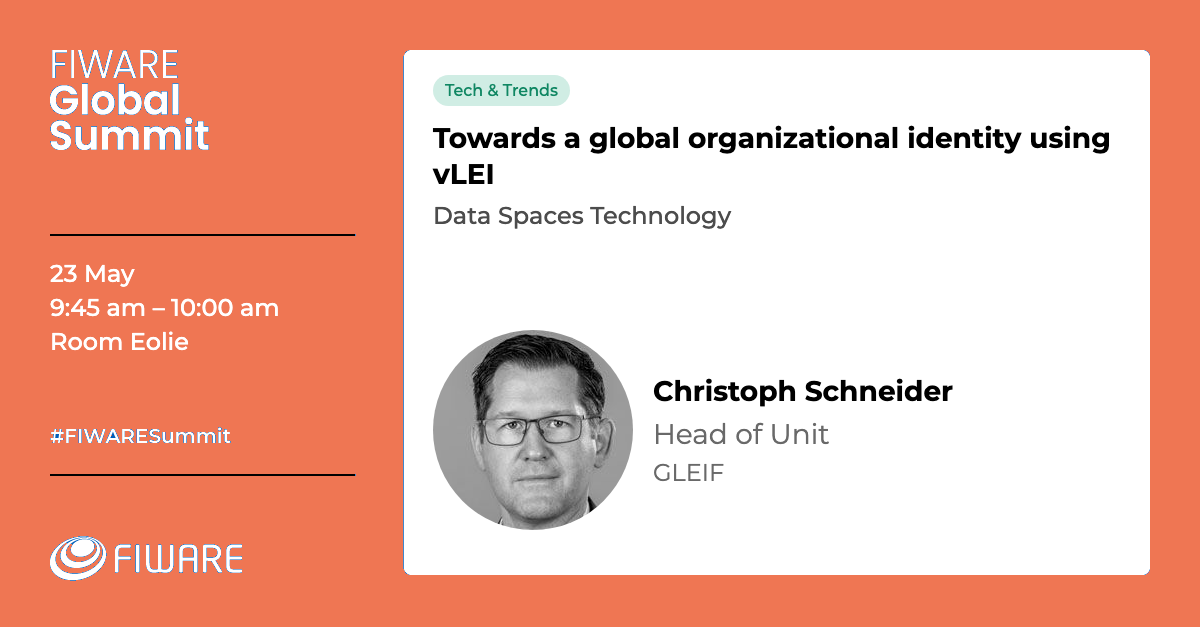 FIWARE
Global
Summit
23 May
9:45 am – 10:00 am
Room Eolie
#FIWARESummit
FIWARE
Tech & Trends
Towards a global organizational identity using
vLEI
Data Spaces Technology
Christoph Schneider
Head of Unit
GLEIF